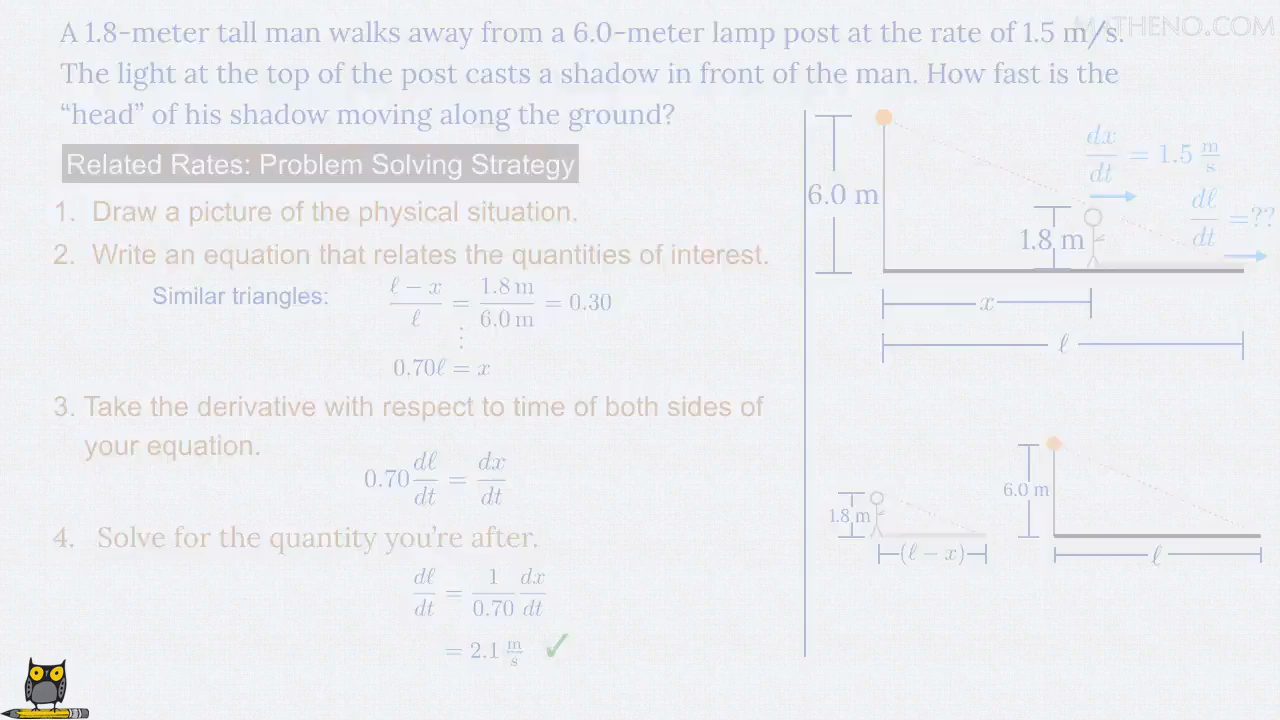 MATHENO.COM
A 1.8-meter tall man walks away from a 6.0-meter lamp post at the rate of 1.5 m/s.
The light at the top of the post casts a shadow in front of the man. How fast is the
“head” of his shadow moving along the ground?
Related Rates: Problem Solving Strategy
1. Draw a picture of the physical situation.
2. Write an equation that relates the quantities of interest.
Similar triangles: (ℓ − x)/ℓ = 1.8 m/6.0 m = 0.30
⋮
0.70ℓ = x
3. Take the derivative with respect to time of both sides of
your equation.
0.70 dℓ/dt = dx/dt
4. Solve for the quantity you’re after.
dℓ/dt = 1/0.70 dx/dt
= 2.1 m/s ✓
6.0 m
dx/dt = 1.5 m/s
dℓ/dt =??
1.8 m
x
ℓ
6.0 m
1.8 m
(ℓ − x)
ℓ